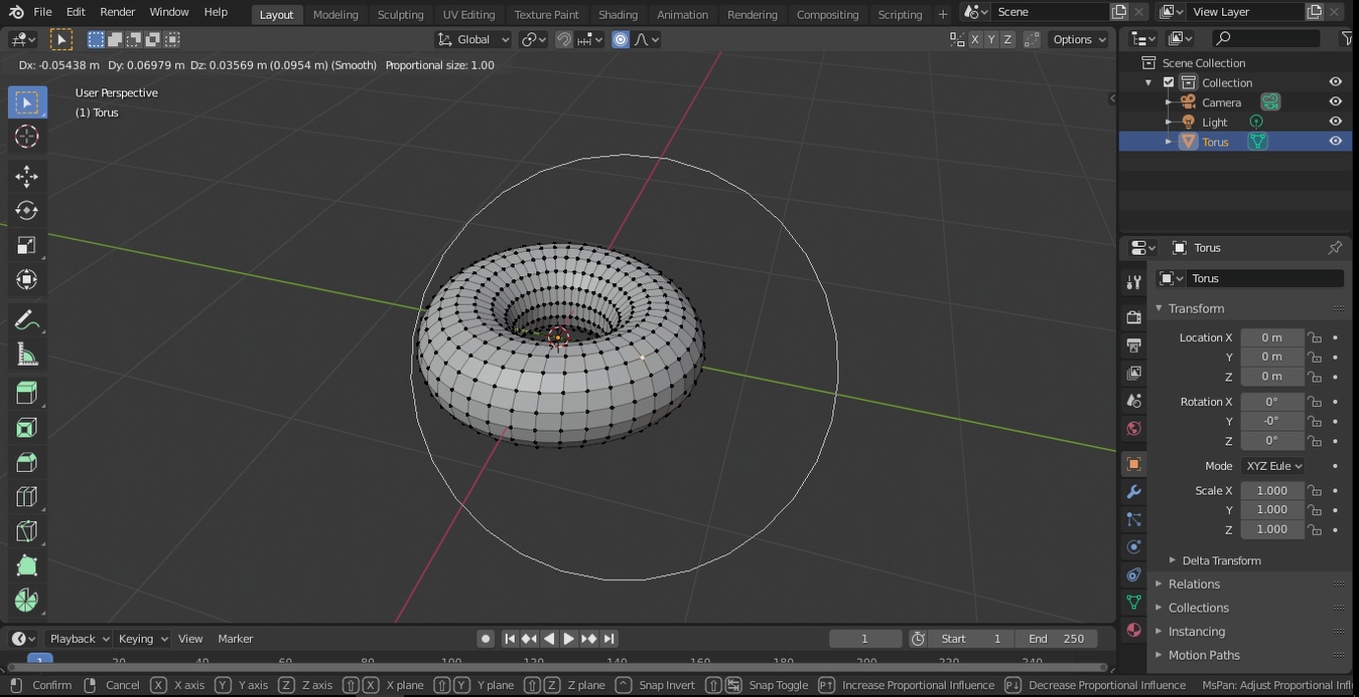 File Edit Render Window Help Layout Modeling Sculpting UV Editing Texture Paint Shading Animation Rendering Compositing Scripting + Scene View Layer
Global X Y Z Options
Dx: -0.05438 m Dy: 0.06979 m Dz: 0.03569 m (0.0954 m) (Smooth) Proportional size: 1.00
User Perspective
(1) Torus
Scene Collection
Collection
Camera
Light
Torus
Torus
Torus
Transform
Location X 0 m
Y 0 m
Z 0 m
Rotation X 0°
Y -0°
Z 0°
Mode XYZ Eule
Scale X 1.000
Y 1.000
Z 1.000
Delta Transform
Relations
Collections
Instancing
Motion Paths
Playback Keying View Marker 1 Start 1 End 250
1 20 40 60 80 100 120 140 160 180 200 220 240
Confirm Cancel X X axis Y Y axis Z Z axis X X plane Y Y plane Z Z plane Snap Invert Snap Toggle P↑ Increase Proportional Influence P↓ Decrease Proportional Influence MsPan: Adjust Proportional Infl